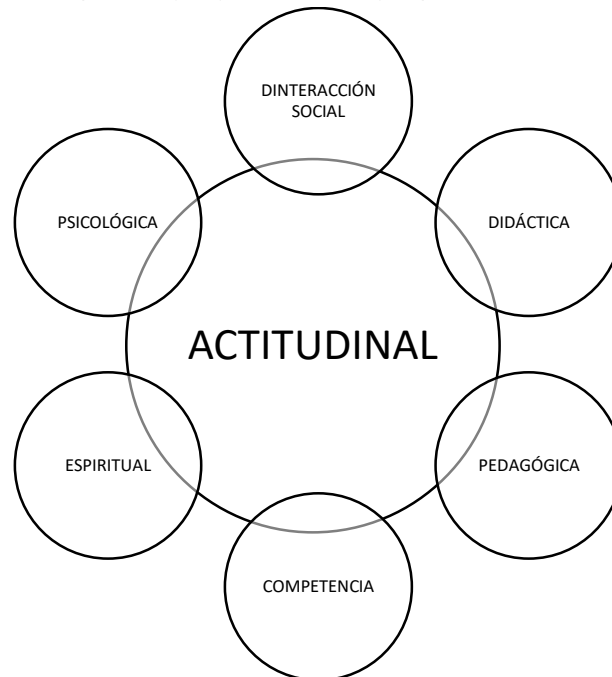 DINTERACCIÓN
SOCIAL
PSICOLÓGICA
DIDÁCTICA
ACTITUDINAL
ESPIRITUAL
PEDAGÓGICA
COMPETENCIA